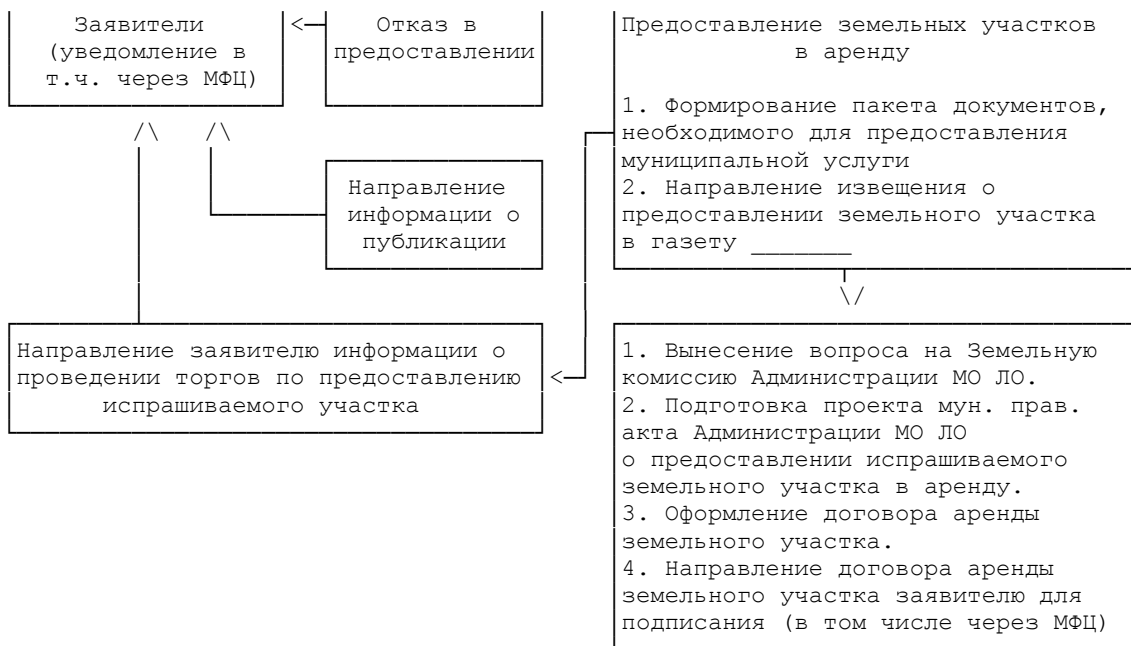 Заявители
(уведомление в
т.ч. через МФЦ)
Отказ в
предоставлении
Предоставление земельных участков
в аренду
1. Формирование пакета документов,
необходимого для предоставления
муниципальной услуги
2. Направление извещения о
предоставлении земельного участка
в газету _______
Направление
информации о
публикации
Направление заявителю информации о
проведении торгов по предоставлению
испрашиваемого участка
1. Вынесение вопроса на Земельную
комиссию Администрации МО ЛО.
2. Подготовка проекта мун. прав.
акта Администрации МО ЛО
о предоставлении испрашиваемого
земельного участка в аренду.
3. Оформление договора аренды
земельного участка.
4. Направление договора аренды
земельного участка заявителю для
подписания (в том числе через МФЦ)